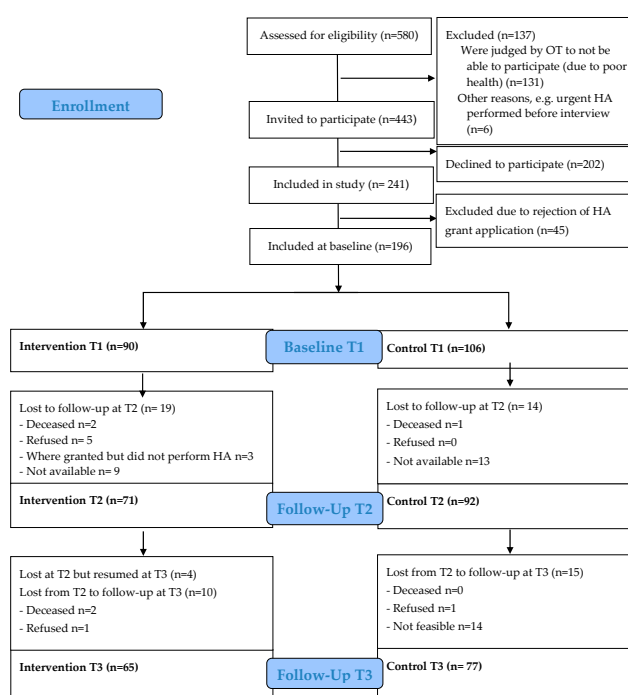 Assessed for eligibility (n=580)
Excluded (n=137)
Were judged by OT to not be
able to participate (due to poor
health) (n=131)
Other reasons, e.g. urgent HA
performed before interview
(n=6)
Enrollment
Invited to participate (n=443)
Declined to participate (n=202)
Included in study (n= 241)
Excluded due to rejection of HA
grant application (n=45)
Included at baseline (n=196)
Intervention T1 (n=90)
Baseline T1
Control T1 (n=106)
Lost to follow-up at T2 (n= 19)
- Deceased n=2
- Refused n= 5
- Where granted but did not perform HA n=3
- Not available n= 9
Lost to follow-up at T2 (n= 14)
- Deceased n=1
- Refused n=0
- Not available n=13
Intervention T2 (n=71)
Follow-Up T2
Control T2 (n=92)
Lost at T2 but resumed at T3 (n=4)
Lost from T2 to follow-up at T3 (n=10)
- Deceased n=2
- Refused n=1
Lost from T2 to follow-up at T3 (n=15)
- Deceased n=0
- Refused n=1
- Not feasible n=14
Intervention T3 (n=65)
Follow-Up T3
Control T3 (n= 77)